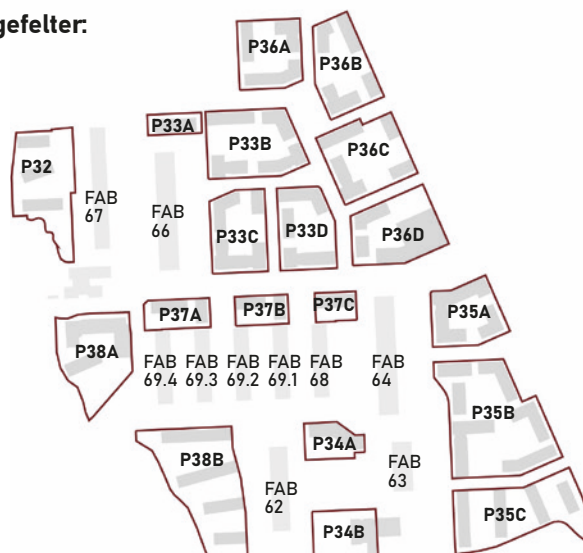 gefelter:
P36A
P36B
P33A
P33B
P36C
P32
FAB
67
FAB
66
P33C
P33D
P36D
P37A
P37B
P37C
P35A
P38A
FAB
69.4
FAB
69.3
FAB
69.2
FAB
69.1
FAB
68
FAB
64
P35B
P34A
P38B
FAB
62
FAB
63
P35C
P34B